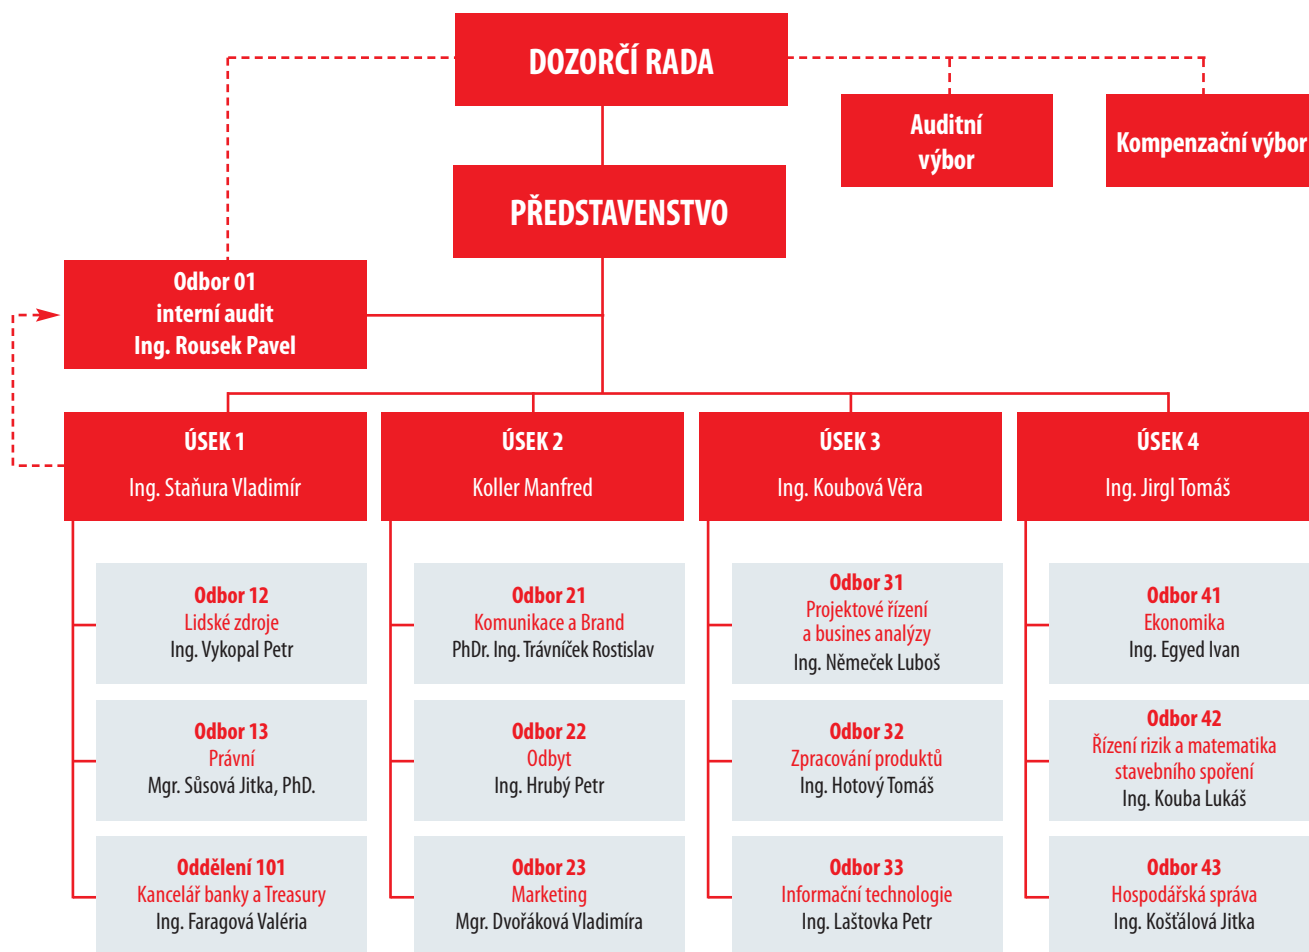 DOZORČÍ RADA
Auditní
výbor
Kompenzační výbor
PŘEDSTAVENSTVO
Odbor 01
interní audit
Ing. Rousek Pavel
ÚSEK 1
Ing. Staňura Vladimír
ÚSEK 2
Koller Manfred
ÚSEK 3
Ing. Koubová Věra
ÚSEK 4
Ing. Jirgl Tomáš
Odbor 12
Lidské zdroje
Ing. Vykopal Petr
Odbor 21
Komunikace a Brand
PhDr. Ing. Trávníček Rostislav
Odbor 31
Projektové řízení
a busines analýzy
Ing. Němeček Luboš
Odbor 41
Ekonomika
Ing. Egyed Ivan
Odbor 13
Právní
Mgr. Sůsová Jitka, PhD.
Odbor 22
Odbyt
Ing. Hrubý Petr
Odbor 32
Zpracování produktů
Ing. Hotový Tomáš
Odbor 42
Řízení rizik a matematika
stavebního spoření
Ing. Kouba Lukáš
Oddělení 101
Kancelář banky a Treasury
Ing. Faragová Valéria
Odbor 23
Marketing
Mgr. Dvořáková Vladimíra
Odbor 33
Informační technologie
Ing. Laštovka Petr
Odbor 43
Hospodářská správa
Ing. Košťálová Jitka